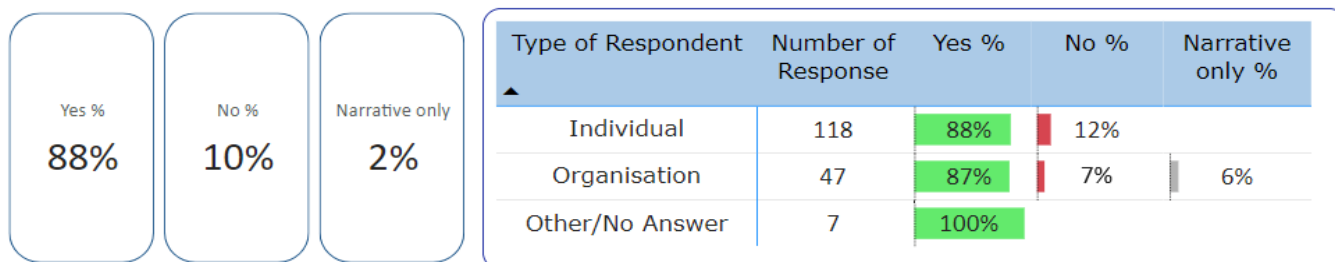 Yes %
88%
No %
10%
Narrative only
2%
Type of Respondent Number of Response Yes % No % Narrative only %
Individual 118 88% 12%
Organisation 47 87% 7% 6%
Other/No Answer 7 100%